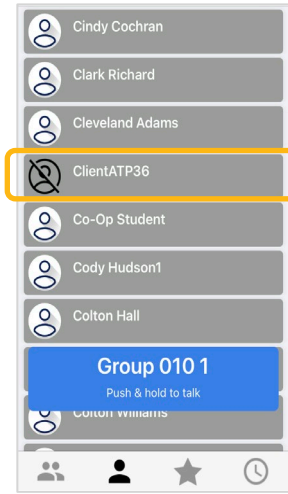 Cindy Cochran
Clark Richard
Cleveland Adams
ClientATP36
Co-Op Student
Cody Hudson1
Colton Hall
Group 010 1
Push & hold to talk
Colton Williams